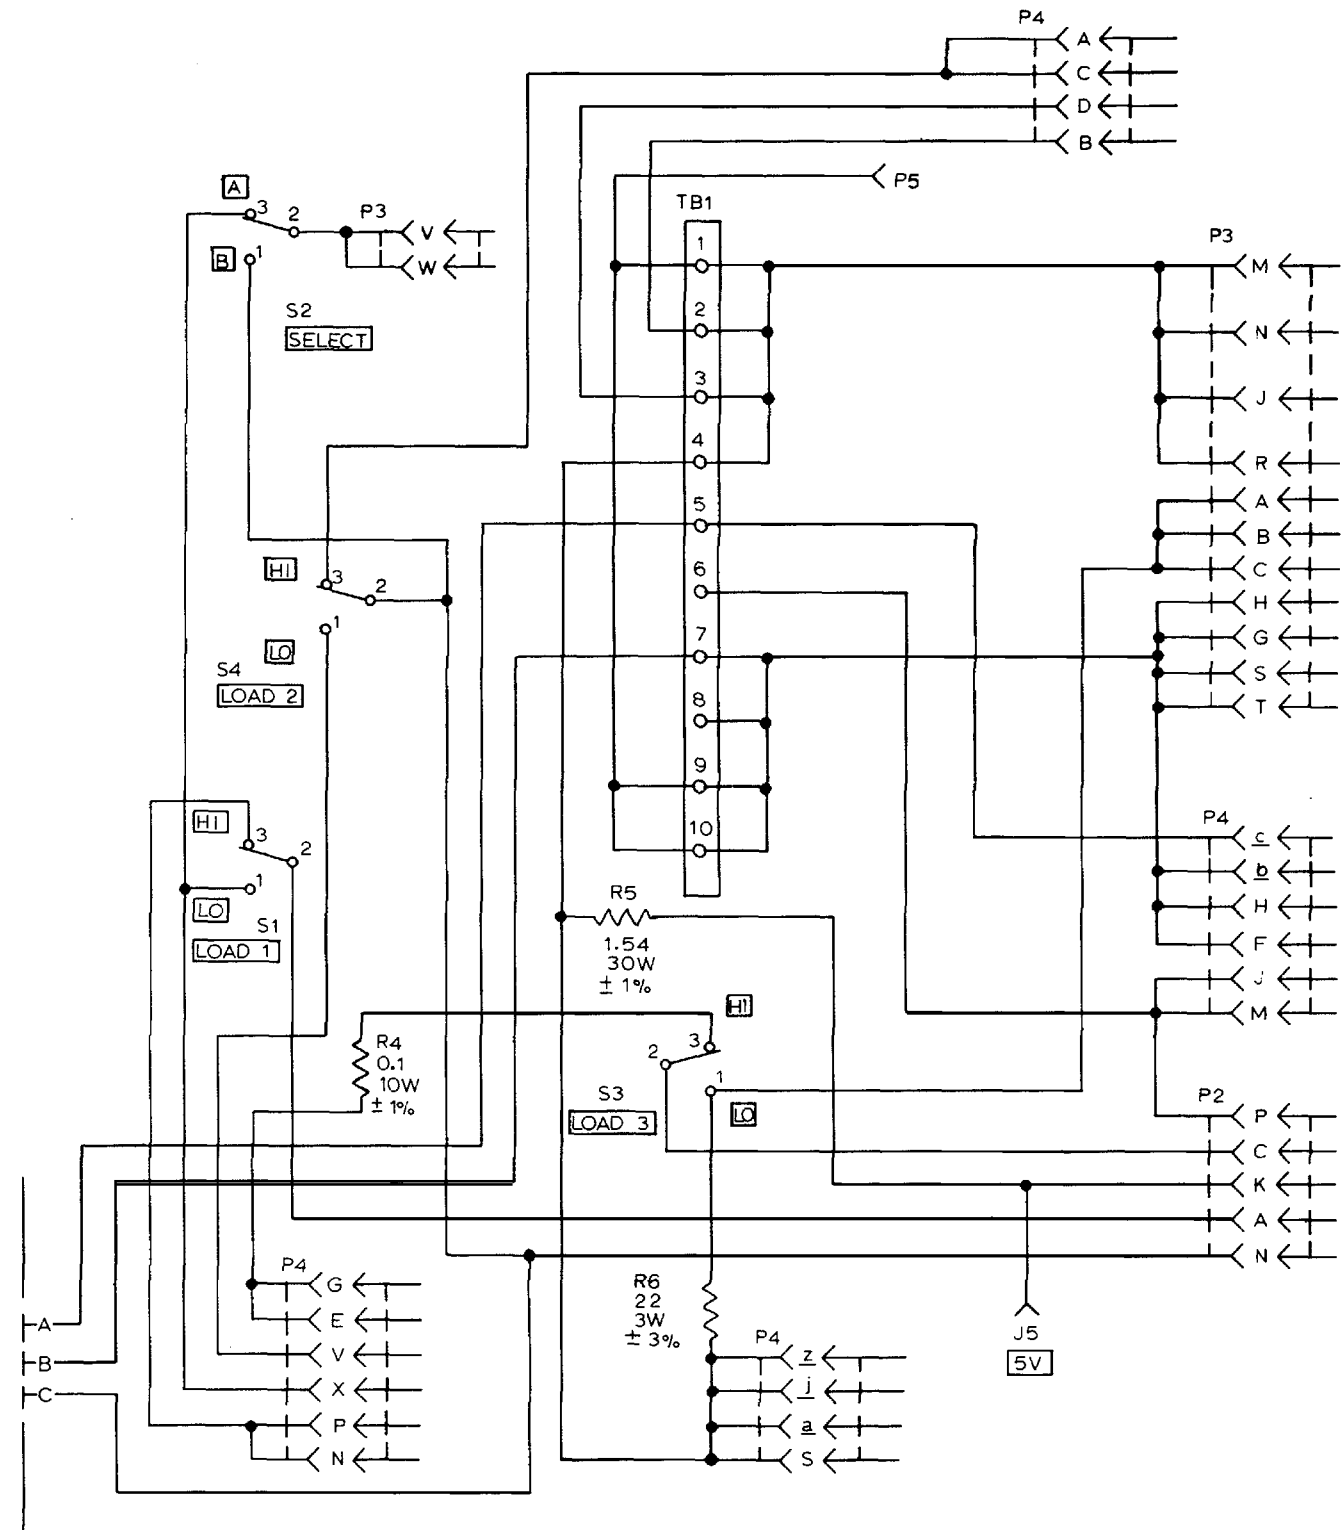 P4
A
C
D
B
P5
A
3
2
P3
V
W
B
1
S2
SELECT
TB1
1
2
3
4
5
6
7
8
9
10
P3
M
N
J
R
A
B
C
H
G
S
T
HI
3
2
1
LO
S4
LOAD 2
HI
3
2
1
LO
S1
LOAD 1
P4
c
b
H
F
J
M
R5
1.54
30W
± 1%
HI
R4
0.1
10W
± 1%
2
3
1
S3
LOAD 3
LO
P2
P
C
K
A
N
A
B
C
P4
G
E
V
X
P
N
R6
22
3W
± 3%
P4
z
j
a
S
J5
5V